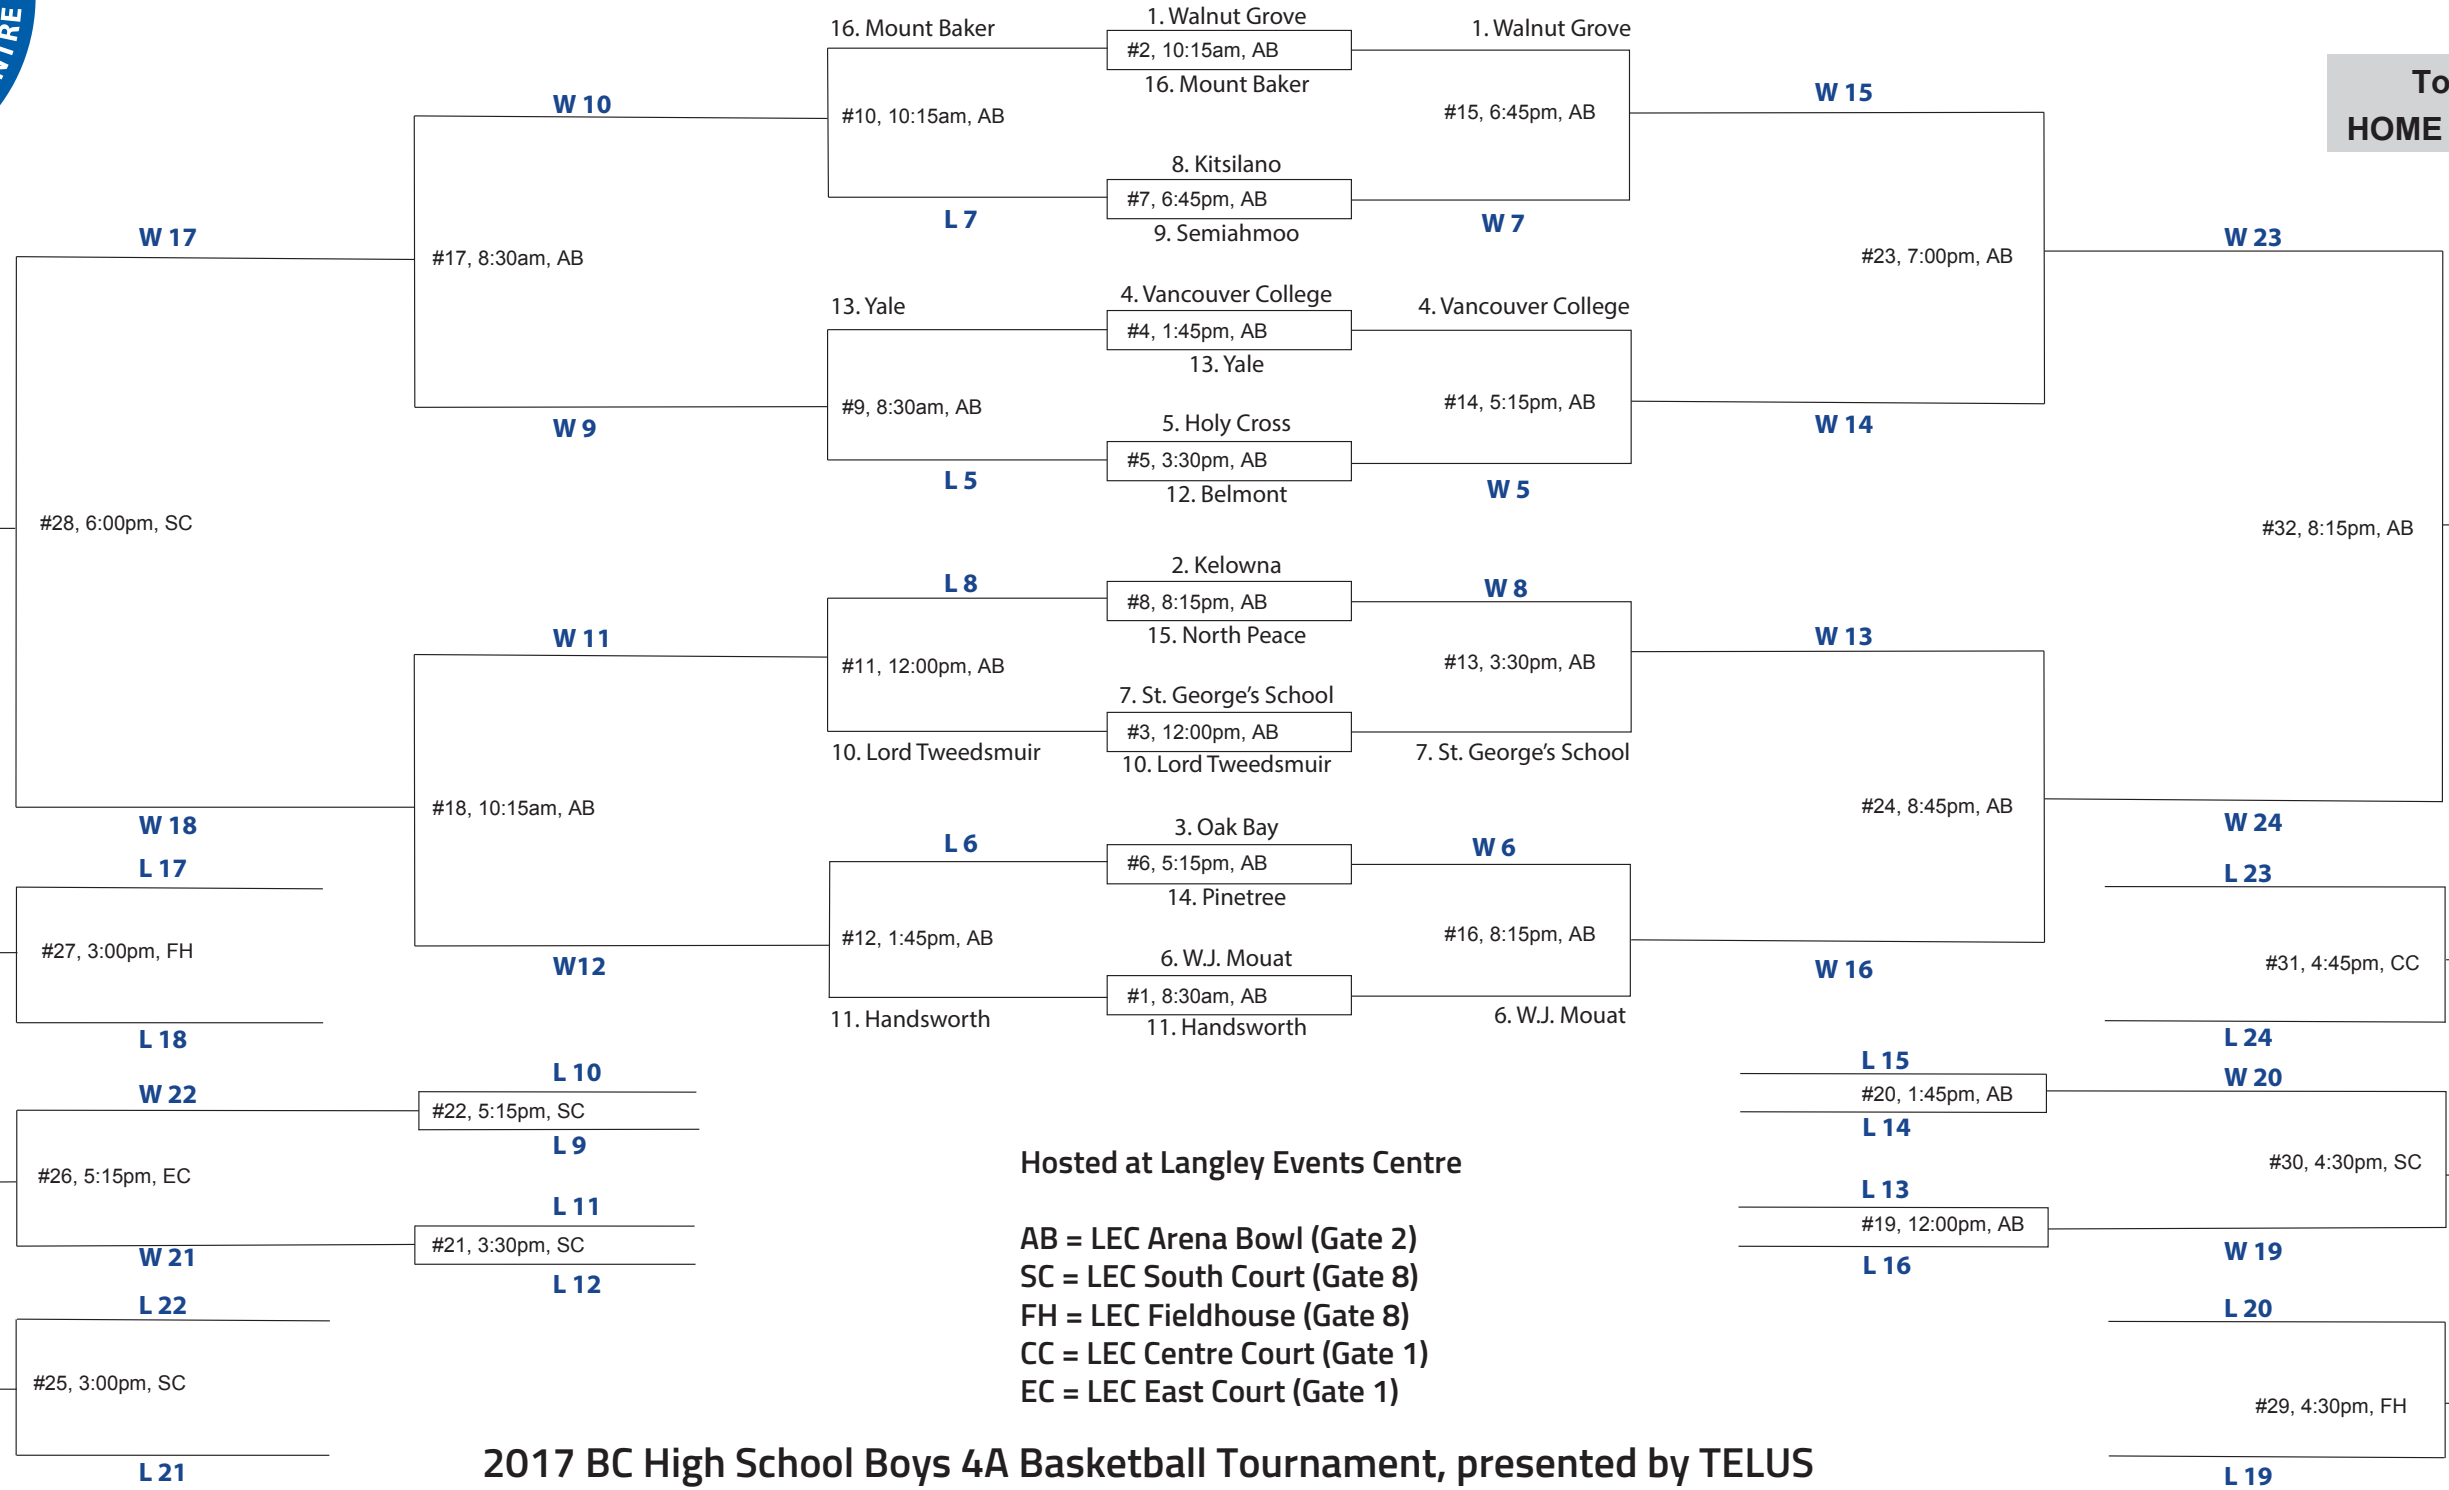 NTRE
To
HOME
16. Mount Baker
1. Walnut Grove
#2, 10:15am, AB
16. Mount Baker
1. Walnut Grove
W 10
#10, 10:15am, AB
#15, 6:45pm, AB
W 15
8. Kitsilano
#7, 6:45pm, AB
9. Semiahmoo
L 7
W 7
W 17
#17, 8:30am, AB
#23, 7:00pm, AB
W 23
13. Yale
4. Vancouver College
#4, 1:45pm, AB
13. Yale
4. Vancouver College
#9, 8:30am, AB
#14, 5:15pm, AB
W 9
W 14
5. Holy Cross
#5, 3:30pm, AB
12. Belmont
L 5
W 5
#28, 6:00pm, SC
#32, 8:15pm, AB
L 8
2. Kelowna
#8, 8:15pm, AB
15. North Peace
W 8
W 11
#11, 12:00pm, AB
#13, 3:30pm, AB
W 13
7. St. George's School
#3, 12:00pm, AB
10. Lord Tweedsmuir
10. Lord Tweedsmuir
7. St. George's School
#18, 10:15am, AB
#24, 8:45pm, AB
W 18
W 24
L 6
3. Oak Bay
#6, 5:15pm, AB
14. Pinetree
W 6
L 17
#27, 3:00pm, FH
L 18
#12, 1:45pm, AB
#16, 8:15pm, AB
W12
W 16
6. W.J. Mouat
#1, 8:30am, AB
11. Handsworth
11. Handsworth
6. W.J. Mouat
L 23
#31, 4:45pm, CC
L 24
W 22
L 10
#22, 5:15pm, SC
L 9
L 15
#20, 1:45pm, AB
L 14
W 20
#26, 5:15pm, EC
#30, 4:30pm, SC
L 11
#21, 3:30pm, SC
L 12
W 21
L 13
#19, 12:00pm, AB
L 16
W 19
L 22
#25, 3:00pm, SC
L 21
L 20
#29, 4:30pm, FH
L 19
Hosted at Langley Events Centre
AB = LEC Arena Bowl (Gate 2)
SC = LEC South Court (Gate 8)
FH = LEC Fieldhouse (Gate 8)
CC = LEC Centre Court (Gate 1)
EC = LEC East Court (Gate 1)
2017 BC High School Boys 4A Basketball Tournament, presented by TELUS